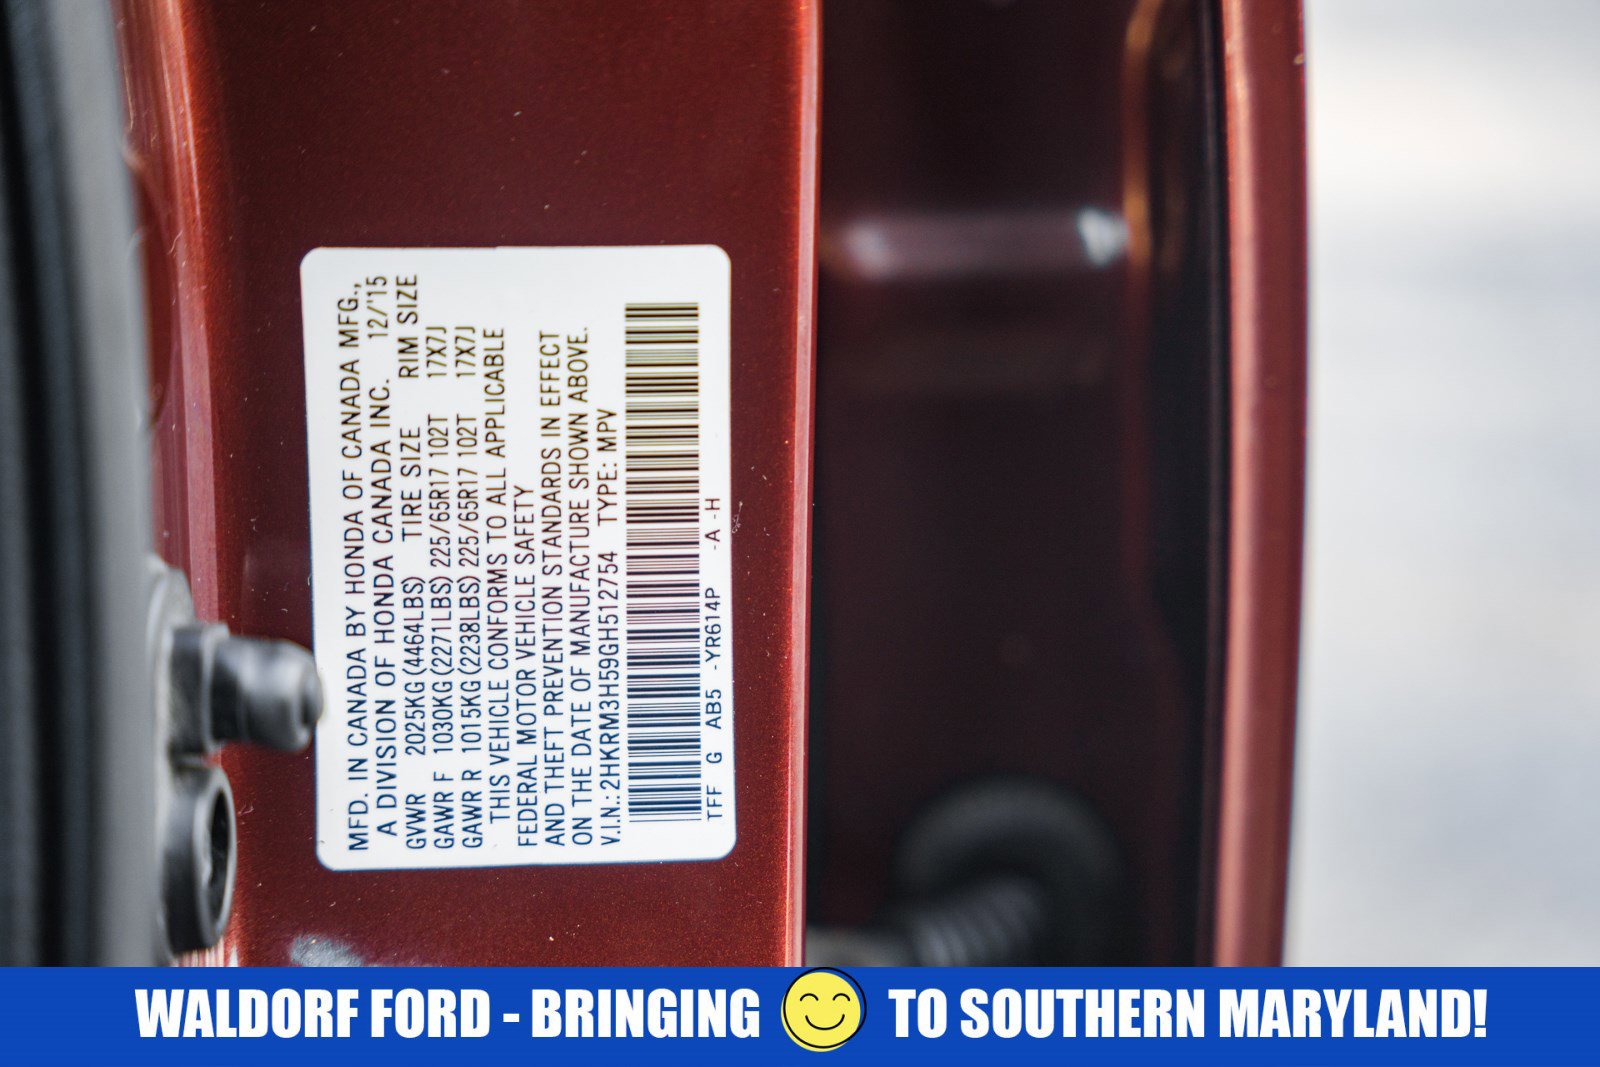 MFD. IN CANADA BY HONDA OF CANADA MFG.,
A DIVISION OF HONDA CANADA INC. 12/'15
GVWR 2025KG (4464LBS) TIRE SIZE RIM SIZE
GAWR F 1030KG (2271LBS) 225/65R17 102T 17X7J
GAWR R 1015KG (2238LBS) 225/65R17 102T 17X7J
THIS VEHICLE CONFORMS TO ALL APPLICABLE
FEDERAL MOTOR VEHICLE SAFETY
AND THEFT PREVENTION STANDARDS IN EFFECT
ON THE DATE OF MANUFACTURE SHOWN ABOVE.
V.I.N.: 2HKRM3H59GH512754 TYPE: MPV
TFF G AB5 -YR614P -A -H
WALDORF FORD - BRINGING TO SOUTHERN MARYLAND!